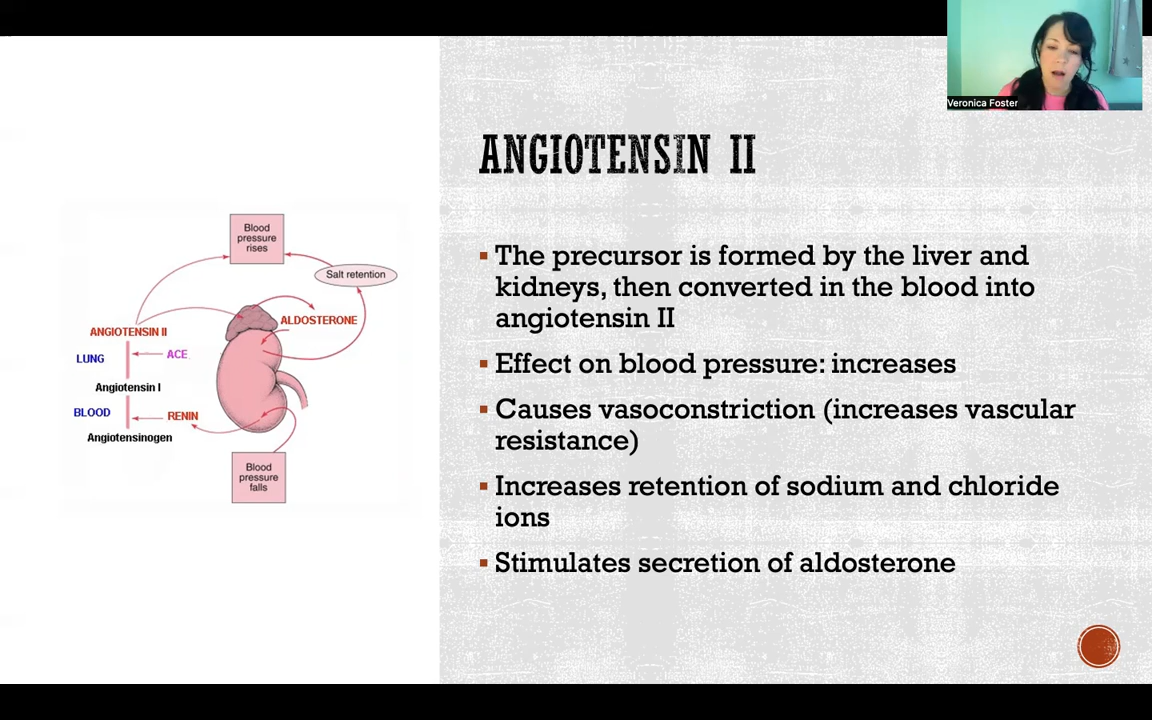 Veronica Foster
ANGIOTENSIN II
Blood
pressure
rises
Salt retention
ALDOSTERONE
ANGIOTENSIN II
LUNG
ACE
Angiotensin I
BLOOD
RENIN
Angiotensinogen
Blood
pressure
falls
▪ The precursor is formed by the liver and
kidneys, then converted in the blood into
angiotensin II
▪ Effect on blood pressure: increases
▪ Causes vasoconstriction (increases vascular
resistance)
▪ Increases retention of sodium and chloride
ions
▪ Stimulates secretion of aldosterone